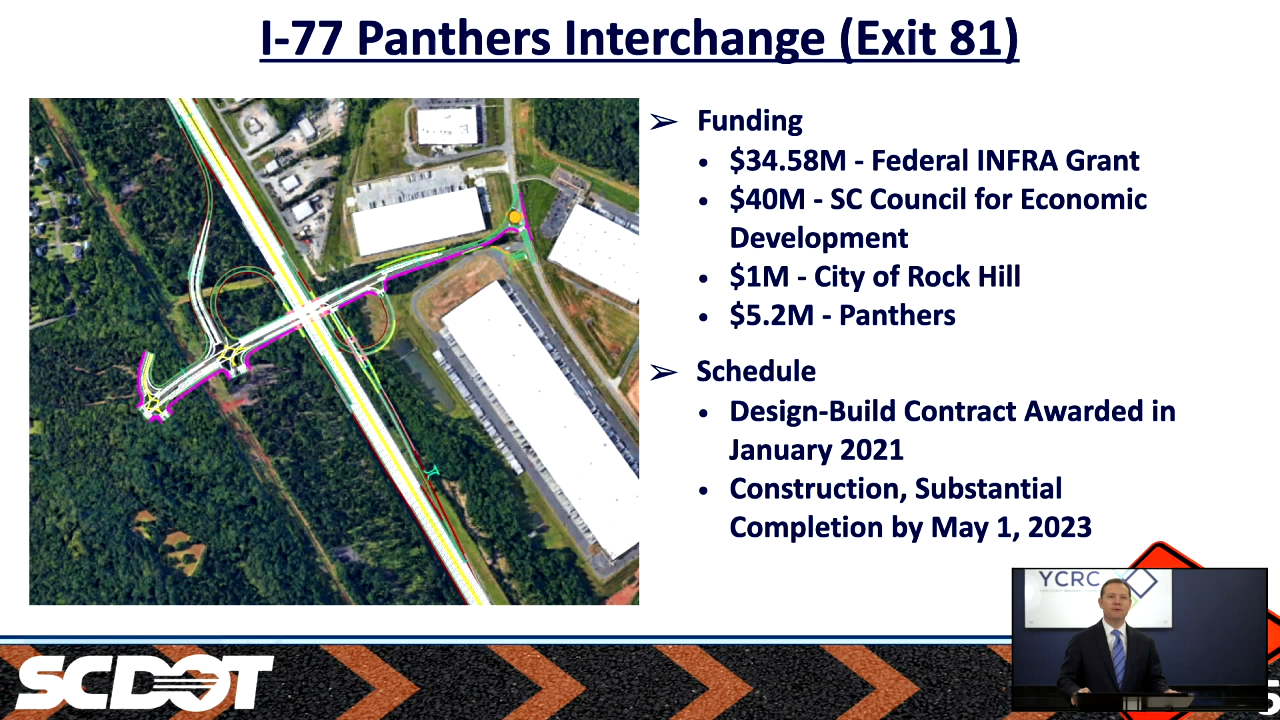 I-77 Panthers Interchange (Exit 81)
➢ Funding
• $34.58M - Federal INFRA Grant
• $40M - SC Council for Economic
Development
• $1M - City of Rock Hill
• $5.2M - Panthers
➢ Schedule
• Design-Build Contract Awarded in
January 2021
• Construction, Substantial
Completion by May 1, 2023
YCRC
SCDOT
5